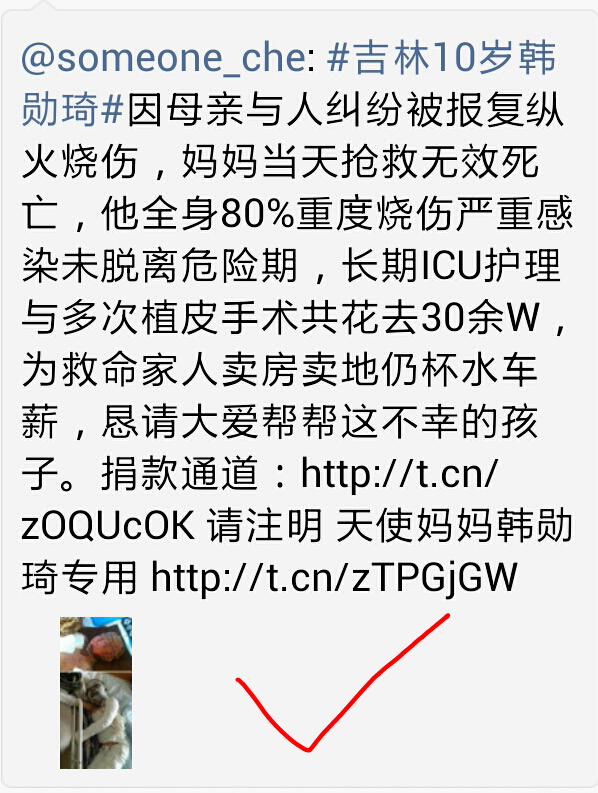 @someone_che: #吉林10岁韩
勋琦#因母亲与人纠纷被报复纵
火烧伤，妈妈当天抢救无效死
亡，他全身80%重度烧伤严重感
染未脱离危险期，长期ICU护理
与多次植皮手术共花去30余W，
为救命家人卖房卖地仍杯水车
薪，恳请大爱帮帮这不幸的孩
子。捐款通道：http://t.cn/
zOQUcOK 请注明 天使妈妈韩勋
琦专用 http://t.cn/zTPGjGW